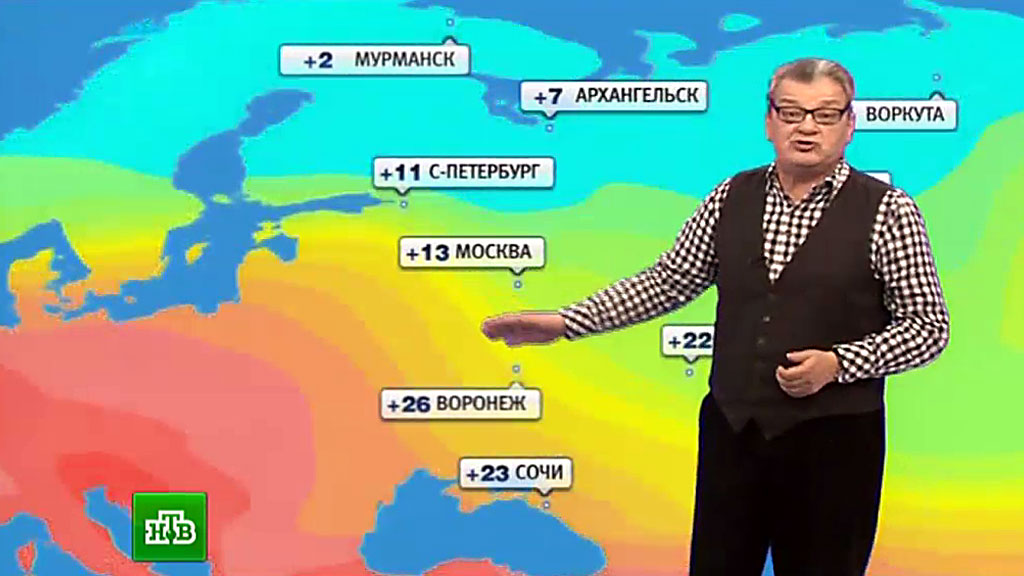 +2 МУРМАНСК
+7 АРХАНГЕЛЬСК
ВОРКУТА
+11 С-ПЕТЕРБУРГ
+13 МОСКВА
+22
+26 ВОРОНЕЖ
+23 СОЧИ
НТВ